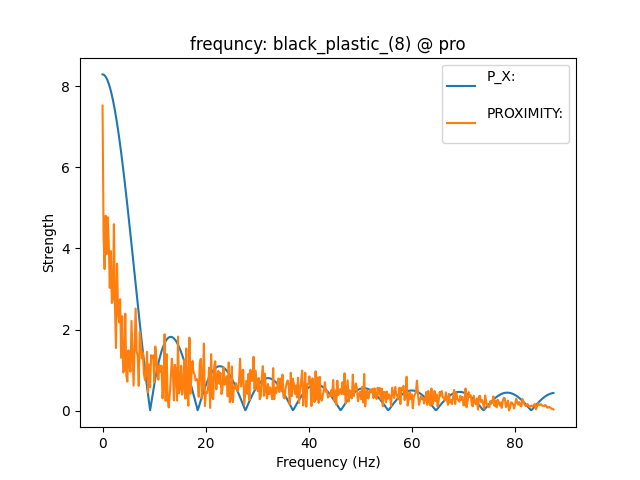 frequncy: black_plastic_(8) @ pro
P_X:
PROXIMITY:
Strength
8
6
4
2
0
0 20 40 60 80
Frequency (Hz)